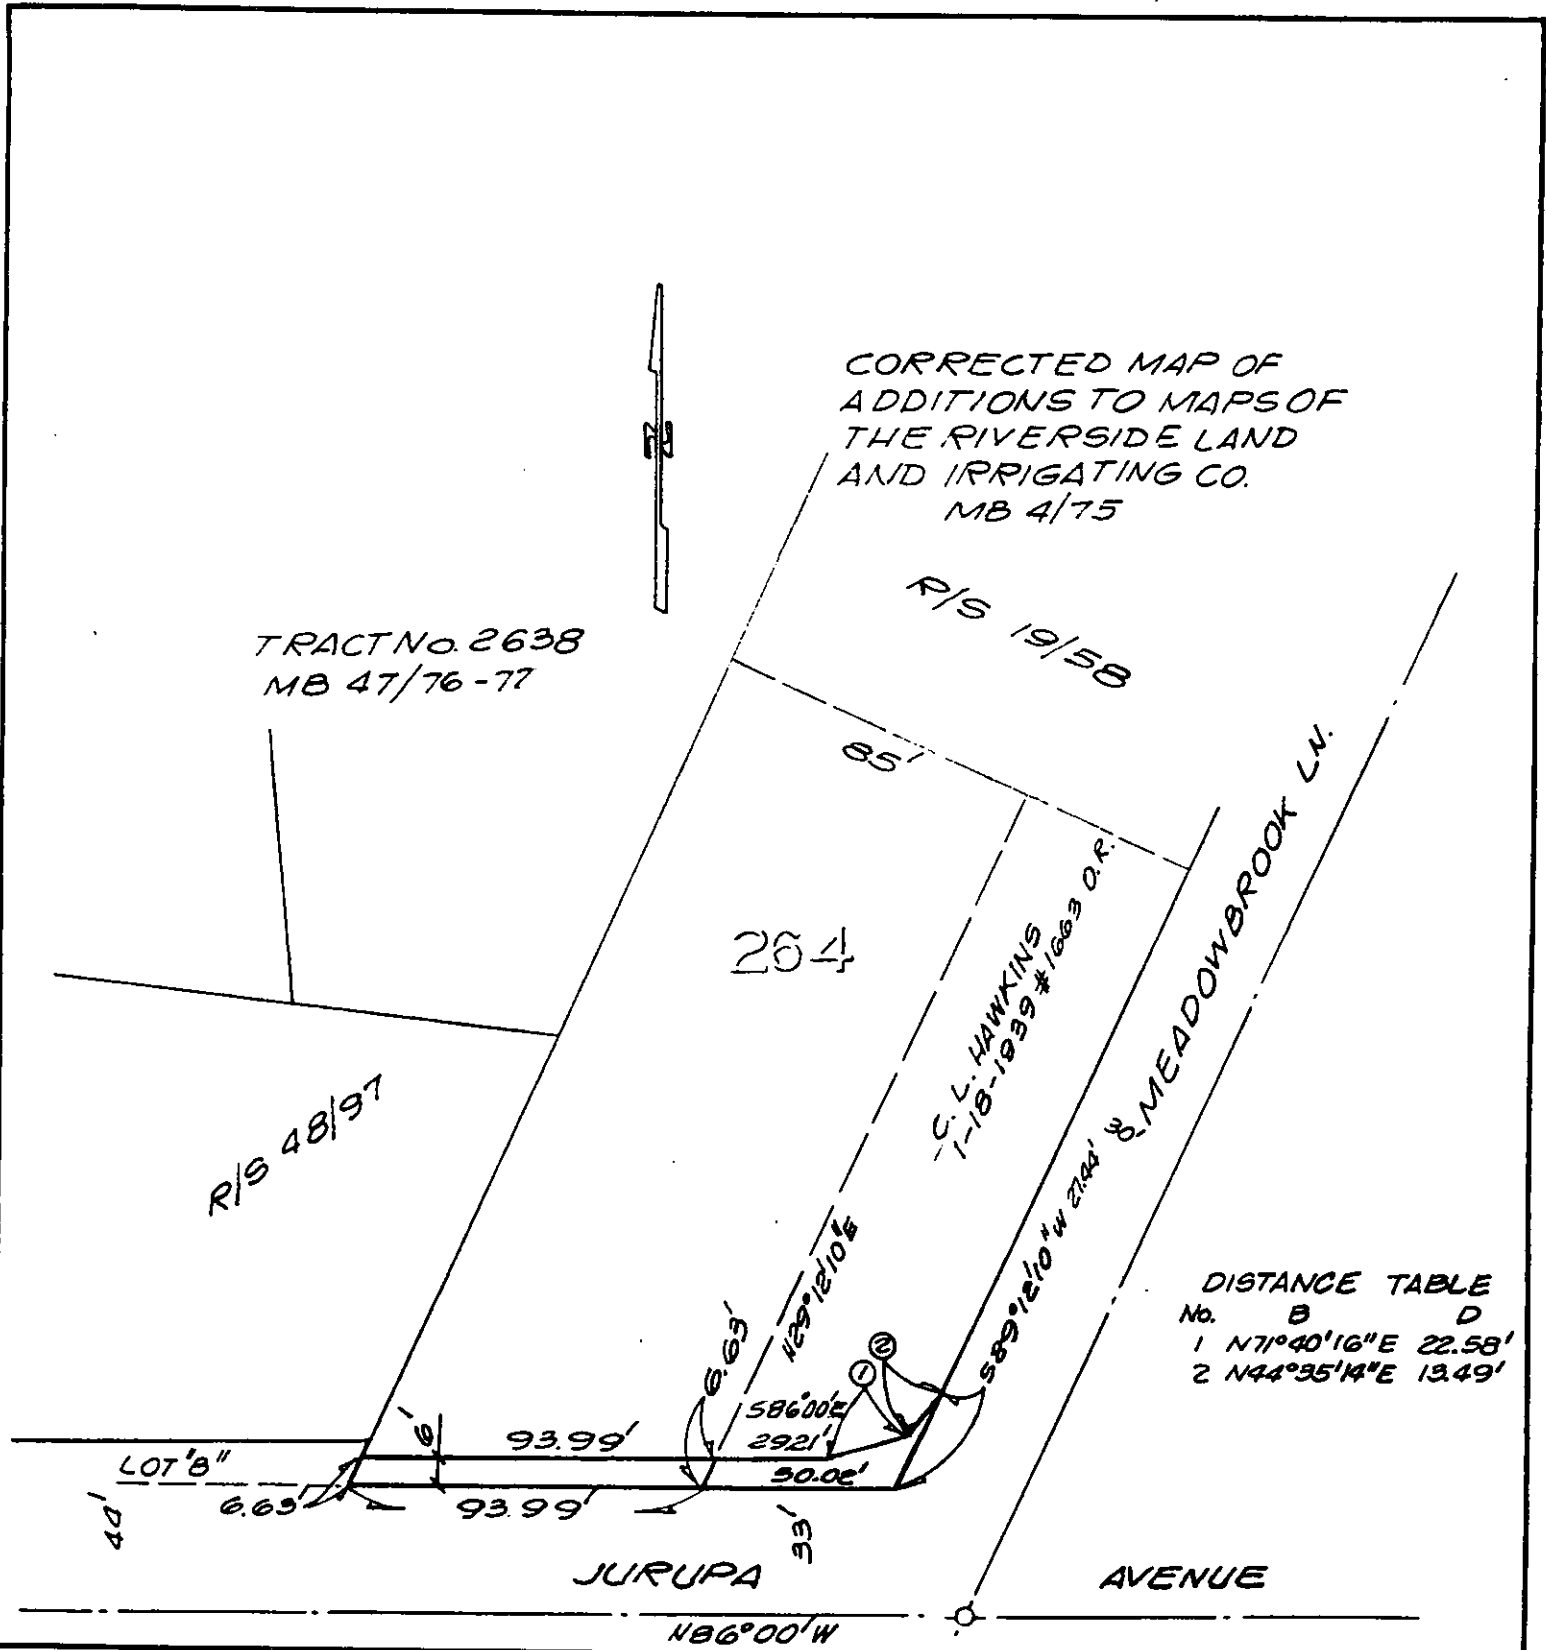 CORRECTED MAP OF
ADDITIONS TO MAPS OF
THE RIVERSIDE LAND
AND IRRIGATING CO.
MB 4/75
N
R/S 19/58
TRACT No. 2638
MB 47/76-77
85'
264
C. L. HAWKINS
1-18-1939 #1663 O.R.
MEADOWBROOK LN.
R/S 48/97
N29°12'10"E
S89°12'10"W 27.44'
30'
DISTANCE TABLE
No. B D
1 N71°40'16"E 22.58'
2 N44°35'14"E 13.49'
2
1
6.63'
S86°00'E
29.21'
6'
93.99'
50.02'
LOT "B"
6.63'
93.99'
44'
33'
JURUPA AVENUE
N86°00'W